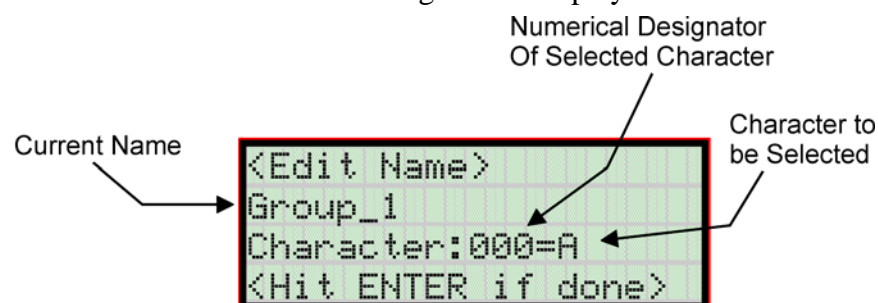 Numerical Designator
Of Selected Character
Character to
be Selected
Current Name
<Edit Name>
Group_1
Character:000=A
<Hit ENTER if done>